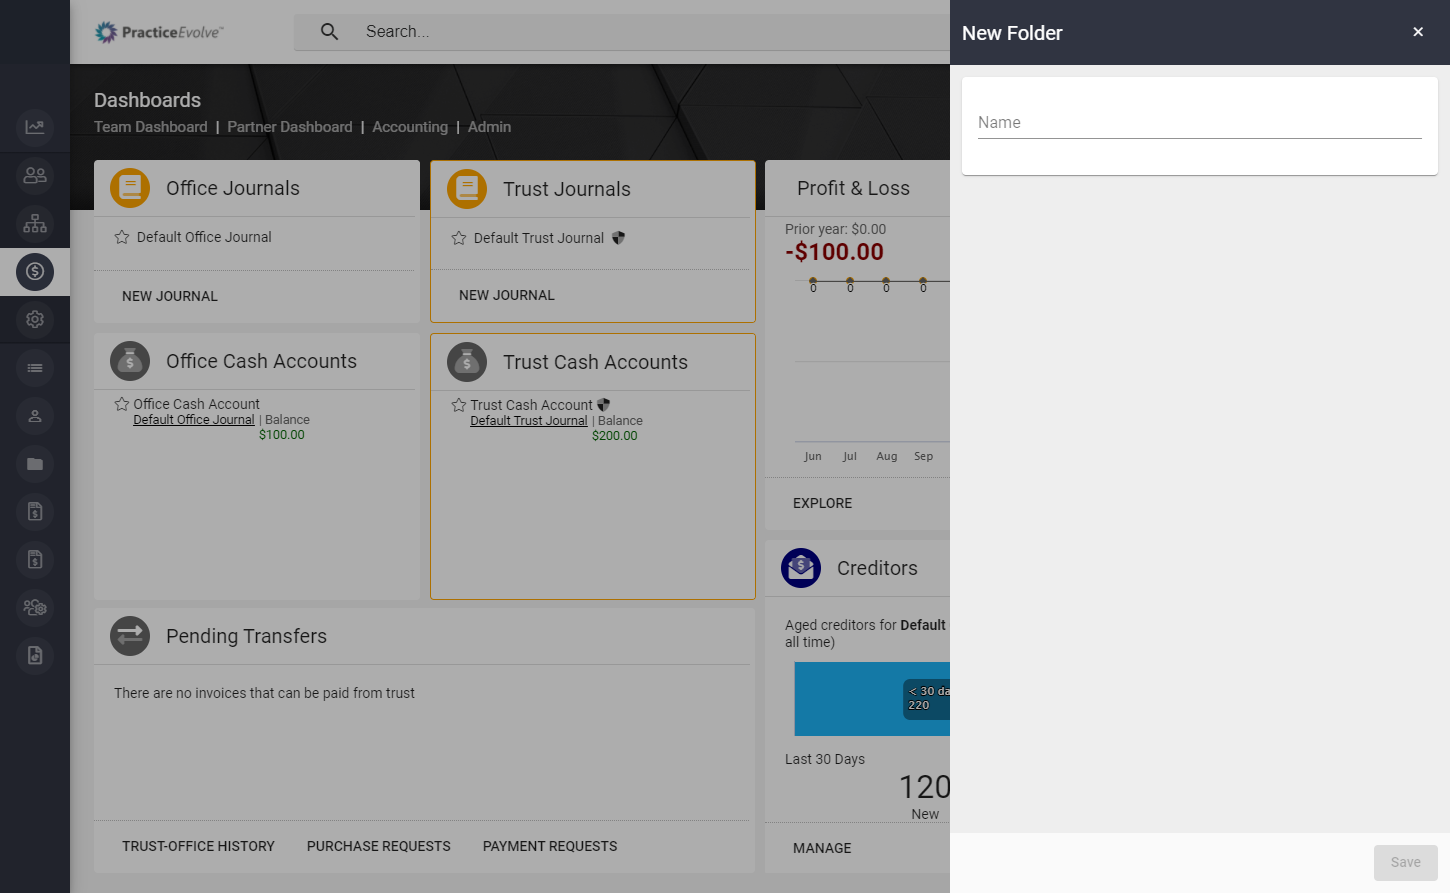 PracticeEvolve™
Search...
New Folder
Name
Dashboards
Team Dashboard | Partner Dashboard | Accounting | Admin
Office Journals
Default Office Journal
NEW JOURNAL
Trust Journals
Default Trust Journal
NEW JOURNAL
Profit & Loss
Prior year: $0.00
-$100.00
0 0 0 0
Jun Jul Aug Sep
EXPLORE
Office Cash Accounts
Office Cash Account
Default Office Journal | Balance
$100.00
Trust Cash Accounts
Trust Cash Account
Default Trust Journal | Balance
$200.00
Creditors
Aged creditors for Default
all time)
< 30 da
220
Last 30 Days
120
New
MANAGE
Pending Transfers
There are no invoices that can be paid from trust
TRUST-OFFICE HISTORY PURCHASE REQUESTS PAYMENT REQUESTS
Save